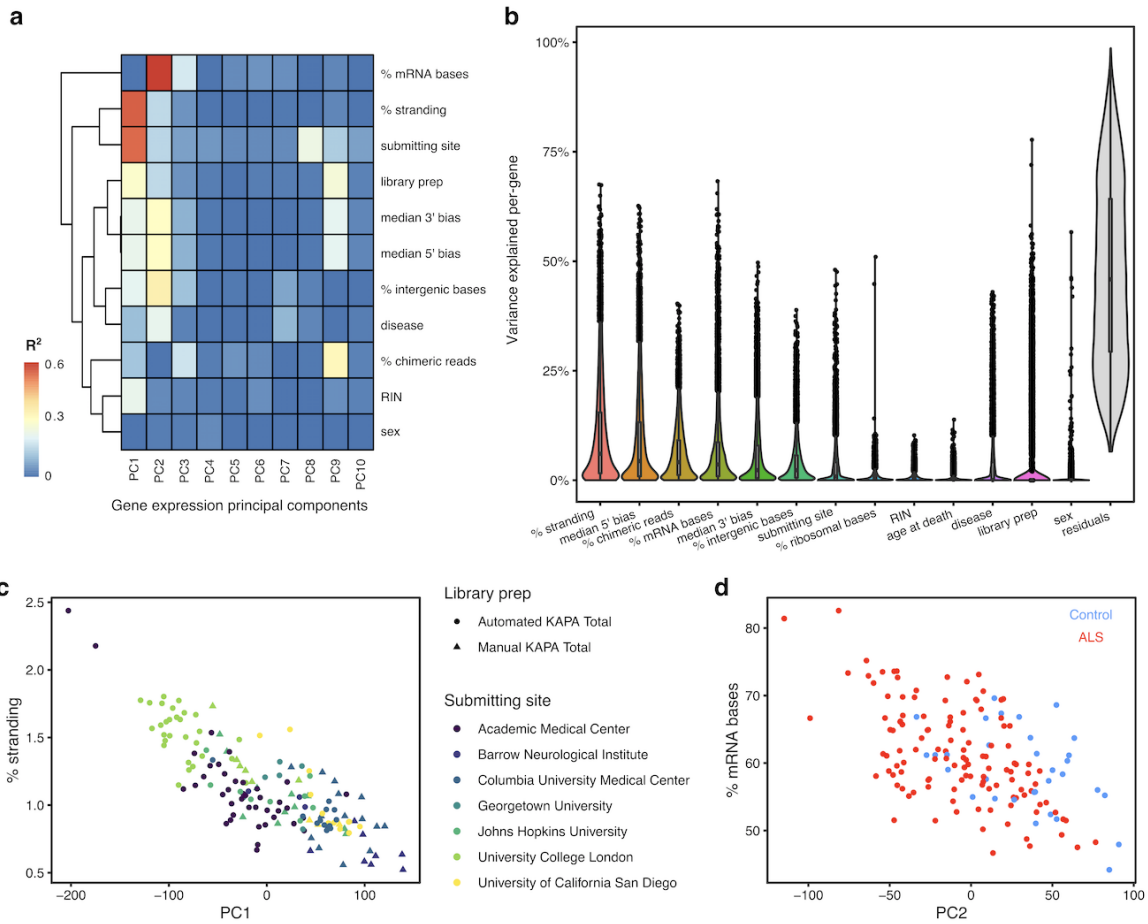 a
% mRNA bases
% stranding
submitting site
library prep
median 3' bias
median 5' bias
% intergenic bases
disease
% chimeric reads
RIN
sex
R²
0.6
0.3
0
PC1 PC2 PC3 PC4 PC5 PC6 PC7 PC8 PC9 PC10
Gene expression principal components
b
Variance explained per-gene
100%
75%
50%
25%
0%
% stranding
median 5' bias
% chimeric reads
% mRNA bases
median 3' bias
% intergenic bases
submitting site
% ribosomal bases
RIN
age at death
disease
library prep
sex
residuals
c
% stranding
2.5
2.0
1.5
1.0
0.5
−200 −100 0 100
PC1
Library prep
Automated KAPA Total
Manual KAPA Total
Submitting site
Academic Medical Center
Barrow Neurological Institute
Columbia University Medical Center
Georgetown University
Johns Hopkins University
University College London
University of California San Diego
d
% mRNA bases
80
70
60
50
Control
ALS
−100 −50 0 50 100
PC2